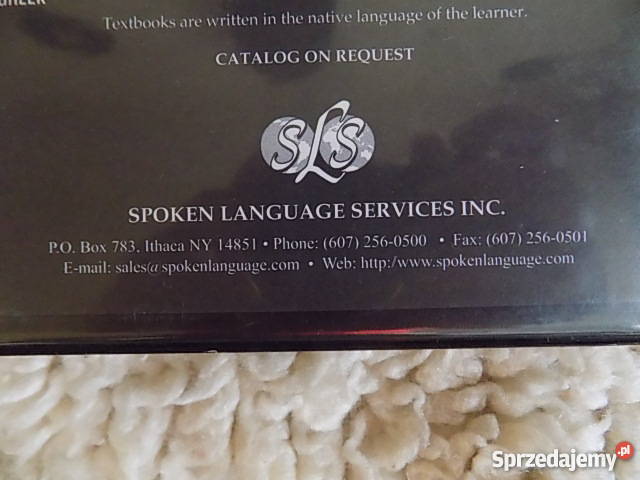 Textbooks are written in the native language of the learner.
CATALOG ON REQUEST
SLS
SPOKEN LANGUAGE SERVICES INC.
P.O. Box 783, Ithaca NY 14851 • Phone: (607) 256-0500 • Fax: (607) 256-0501
E-mail: sales@spokenlanguage.com • Web: http:/www.spokenlanguage.com
Sprzedajemy.pl